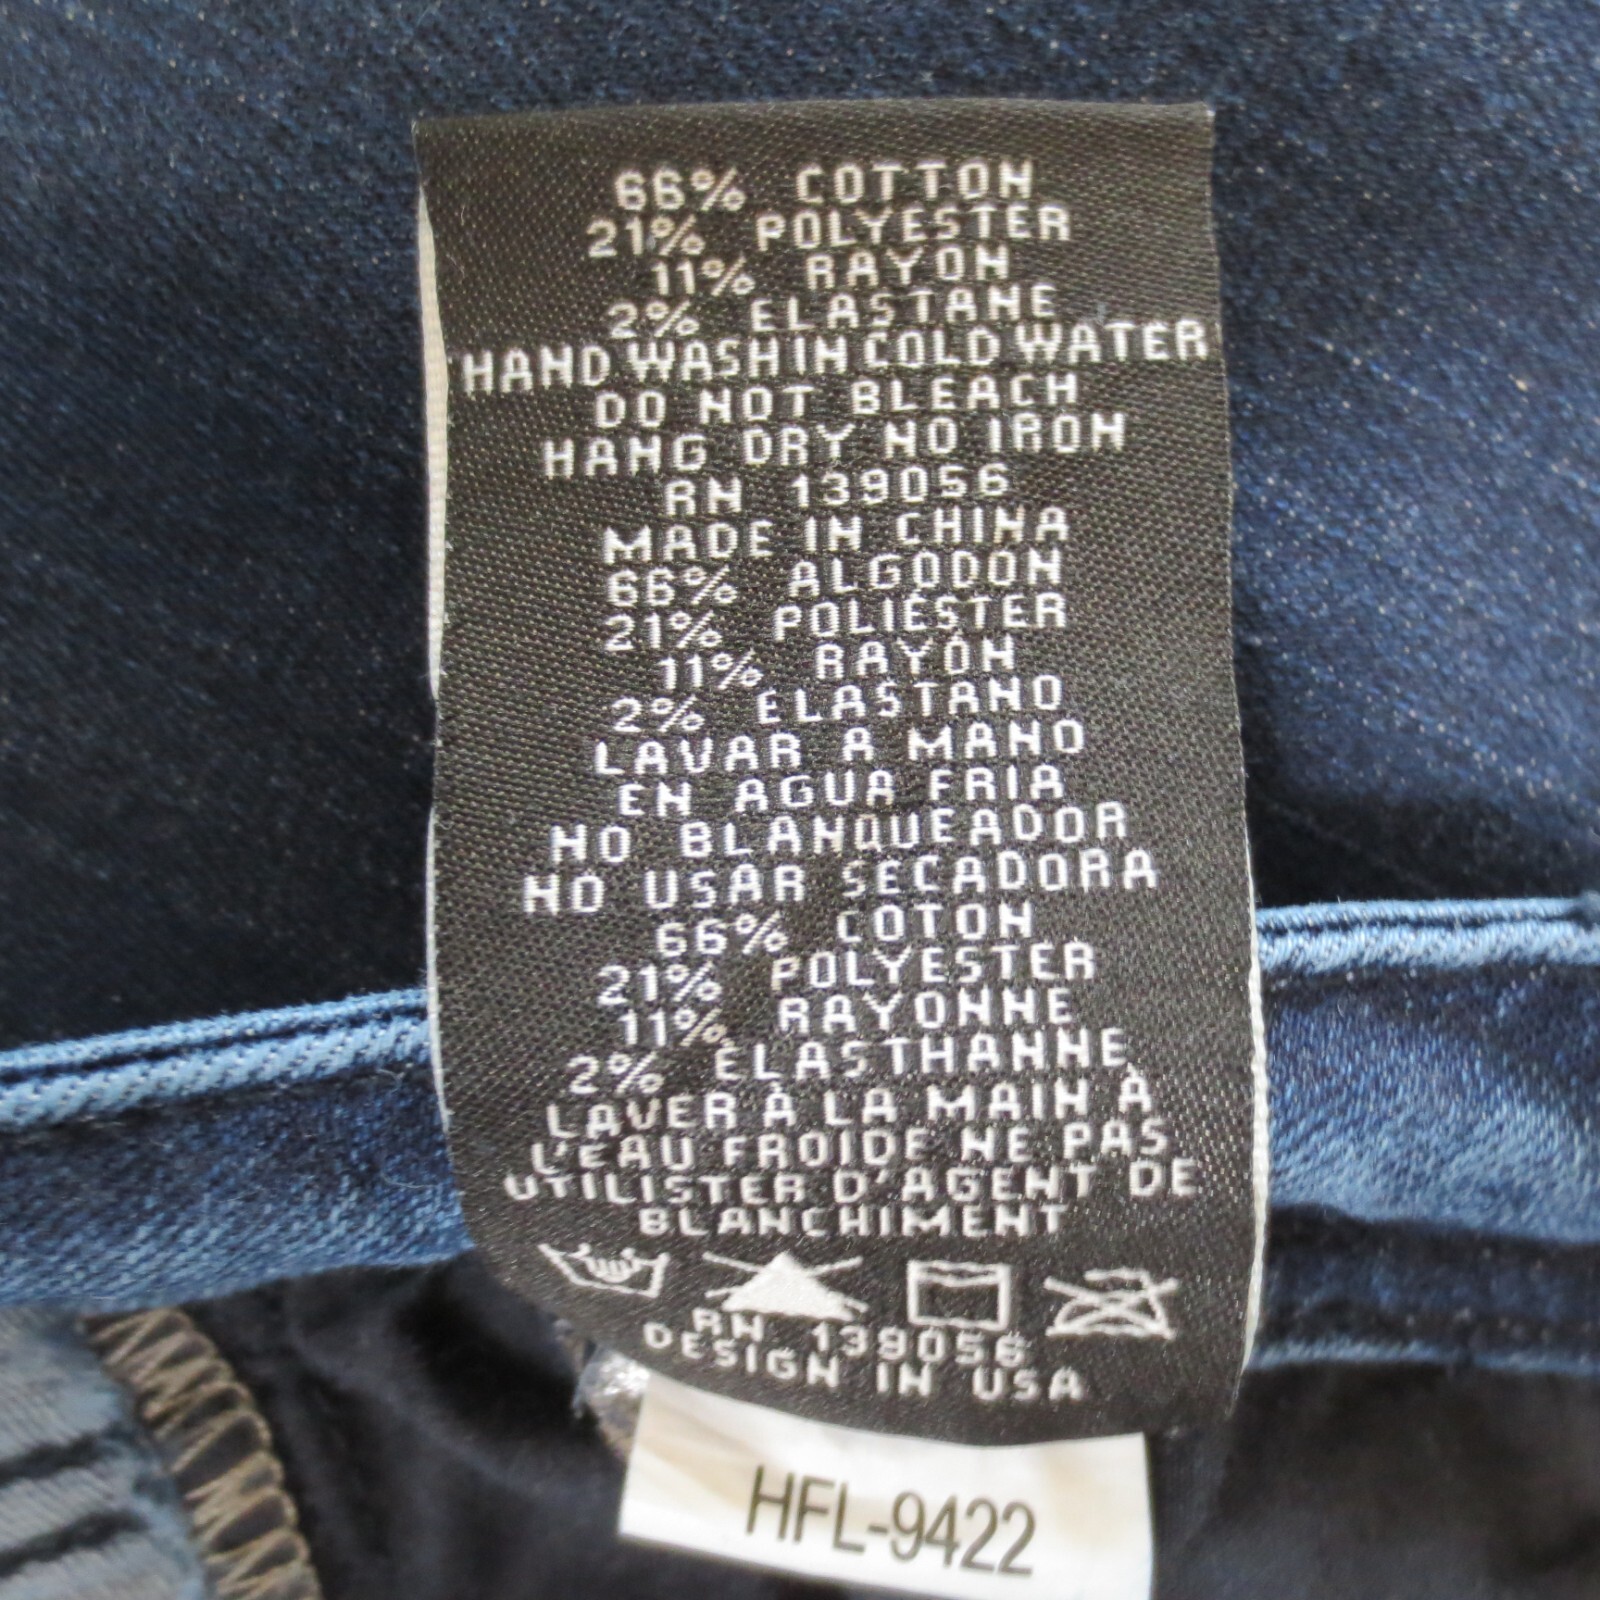 66% COTTON
21% POLYESTER
11% RAYON
2% ELASTANE
HAND WASH IN COLD WATER
DO NOT BLEACH
HANG DRY NO IRON
RN 139056
MADE IN CHINA
66% ALGODON
21% POLIÉSTER
11% RAYÓN
2% ELASTANO
LAVAR A MANO
EN AGUA FRIA
NO BLANQUEADOR
NO USAR SECADORA
66% COTON
21% POLYESTER
11% RAYONNE
2% ÉLASTHANNE
LAVER À LA MAIN À
L'EAU FROIDE NE PAS
UTILISTER D'AGENT DE
BLANCHIMENT
RN 139056
DESIGN IN USA
HFL-9422